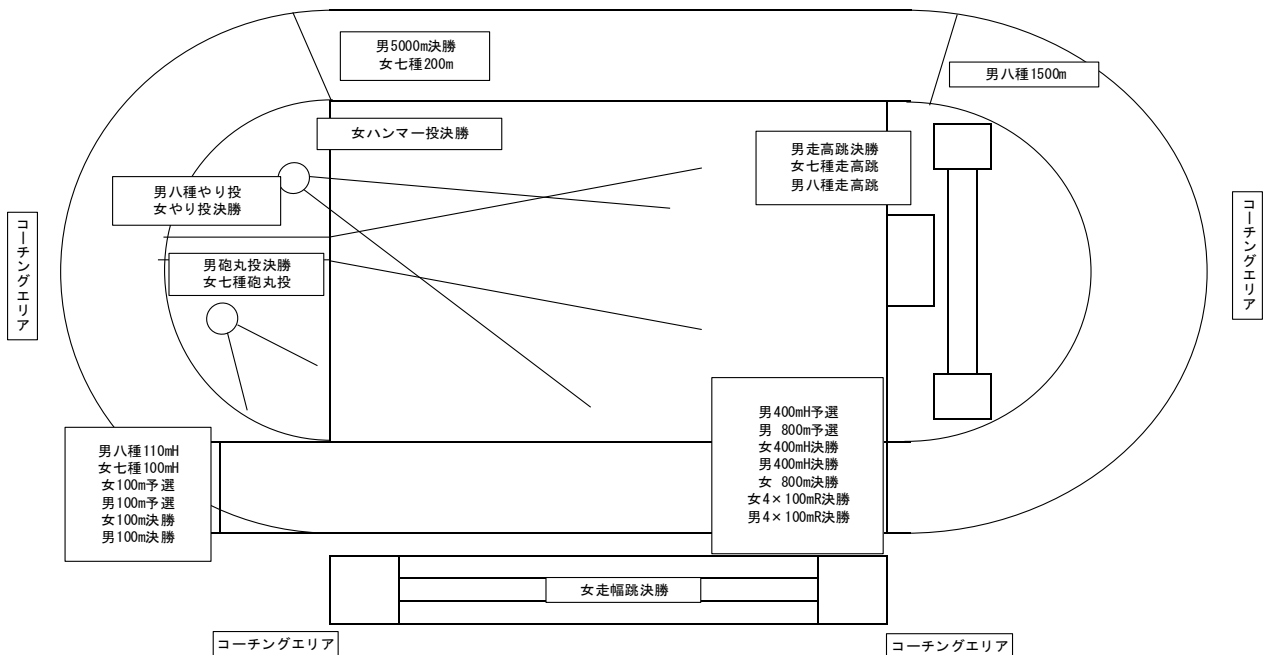 男5000m決勝
女七種200m
男八種1500m
女ハンマー投決勝
男走高跳決勝
女七種走高跳
男八種走高跳
男八種やり投
女やり投決勝
コーチングエリア
コーチングエリア
男砲丸投決勝
女七種砲丸投
男八種110mH
女七種100mH
女100m予選
男100m予選
女100m決勝
男100m決勝
男400mH予選
男 800m予選
女400mH決勝
男400mH決勝
女 800m決勝
女4×100mR決勝
男4×100mR決勝
女走幅跳決勝
コーチングエリア
コーチングエリア